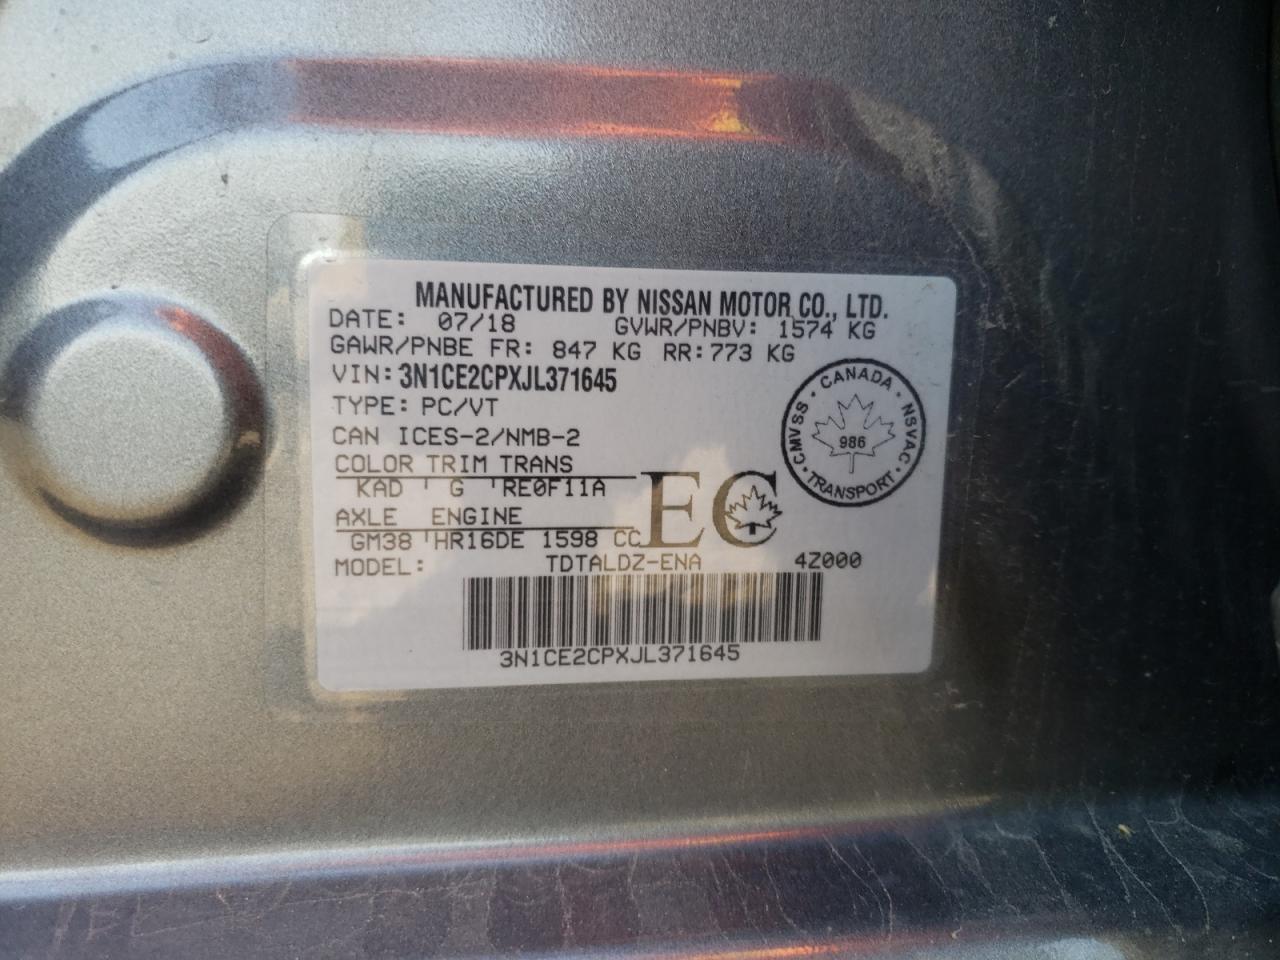 MANUFACTURED BY NISSAN MOTOR CO., LTD.
DATE: 07/18 GVWR/PNBV: 1574 KG
GAWR/PNBE FR: 847 KG RR:773 KG
VIN: 3N1CE2CPXJL371645
TYPE: PC/VT
CAN ICES-2/NMB-2
COLOR TRIM TRANS
KAD ' G 'RE0F11A
AXLE ENGINE
GM38 'HR16DE 1598 CC
EC
CANADA
CMVSS · NSVAC
986
TRANSPORT
MODEL: TDTALDZ-ENA 4Z000
3N1CE2CPXJL371645